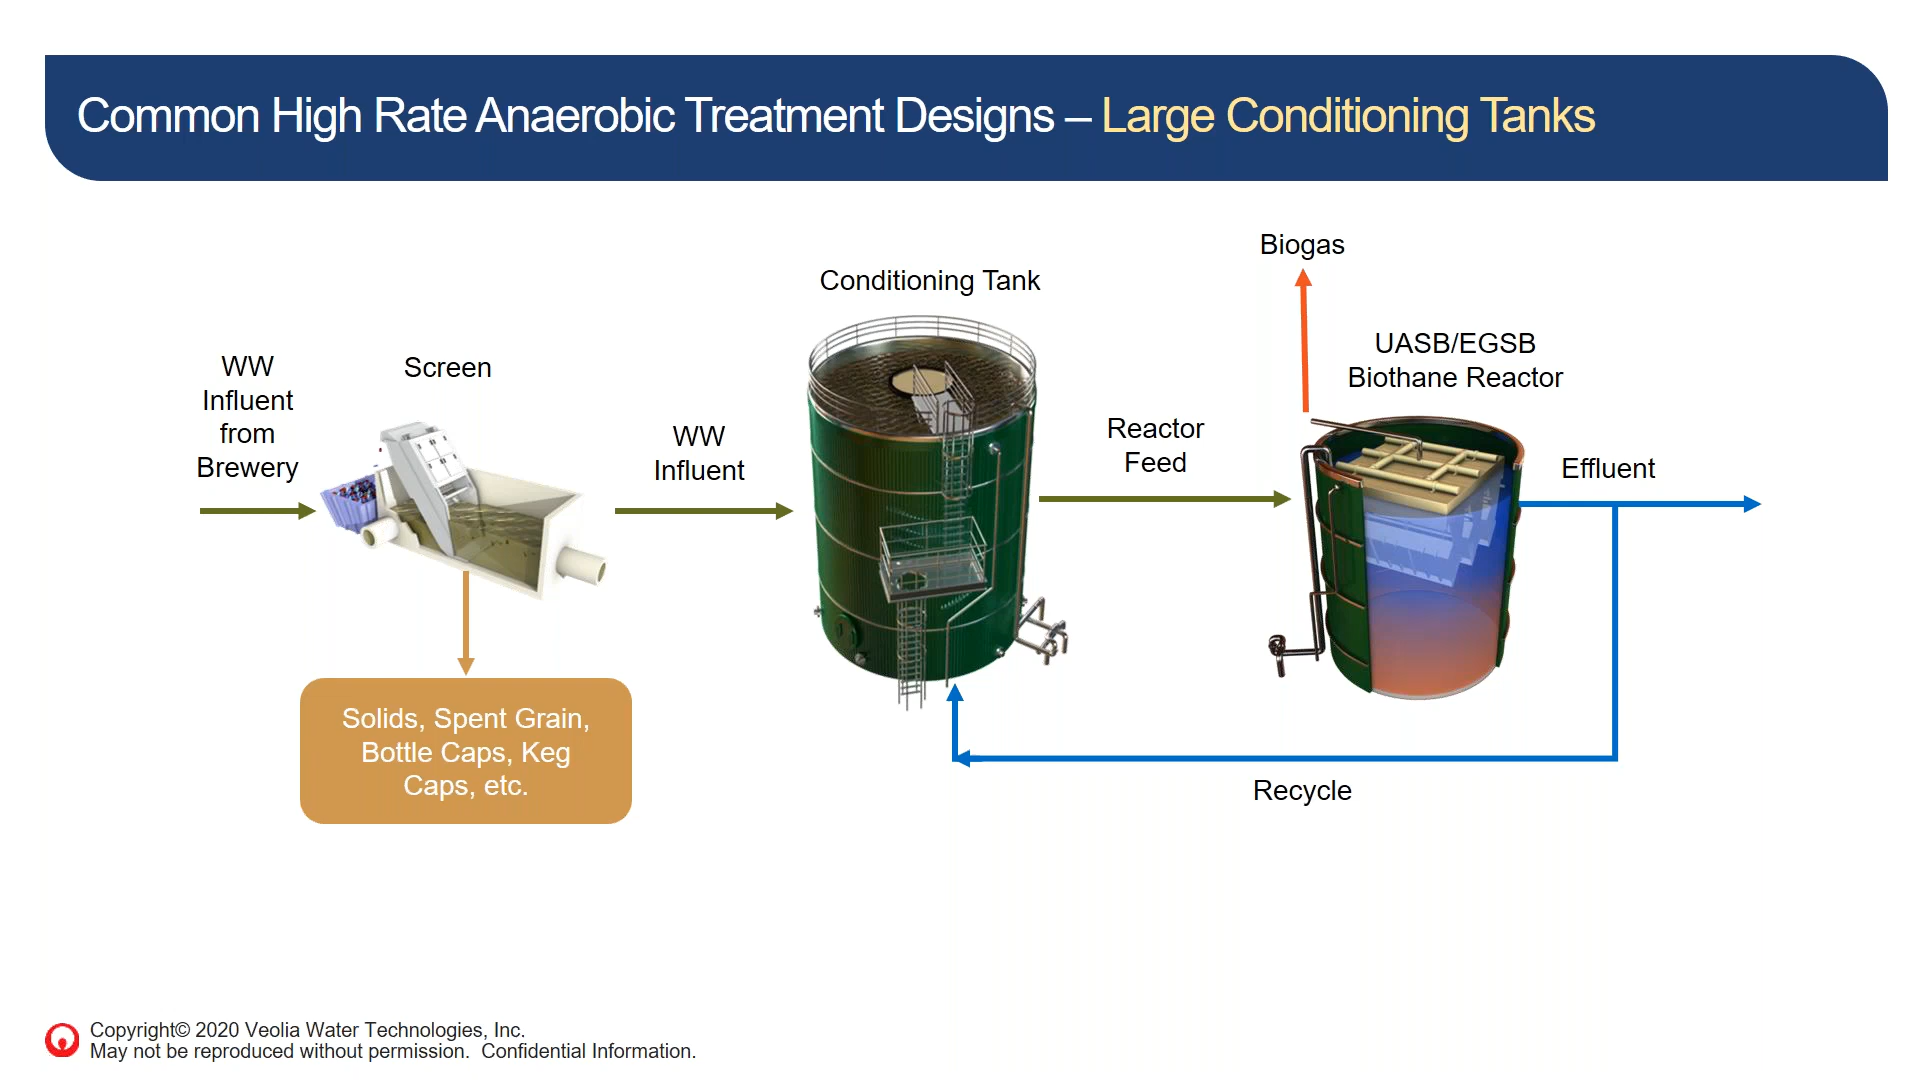 Common High Rate Anaerobic Treatment Designs – Large Conditioning Tanks
Biogas
Conditioning Tank
UASB/EGSB
Biothane Reactor
WW
Influent
from
Brewery
Screen
WW
Influent
Reactor
Feed
Effluent
Solids, Spent Grain,
Bottle Caps, Keg
Caps, etc.
Recycle
Copyright© 2020 Veolia Water Technologies, Inc.
May not be reproduced without permission.  Confidential Information.